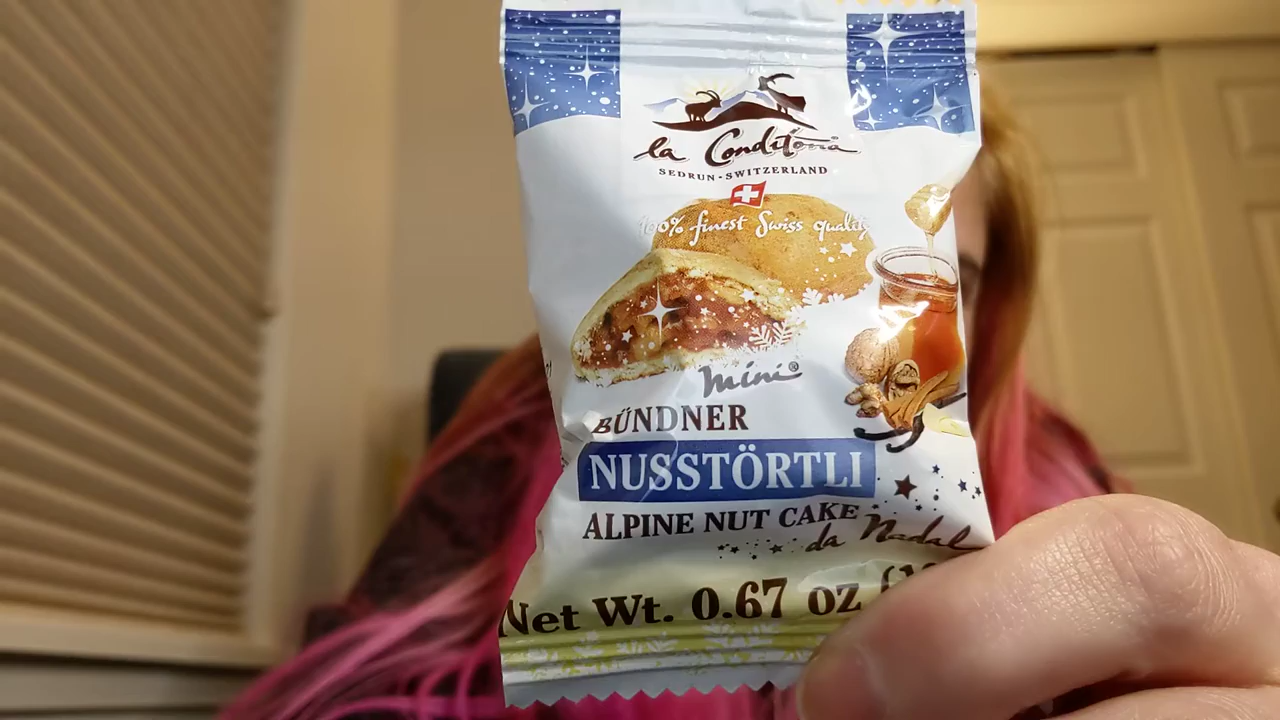 la Conditoria
SEDRUN-SWITZERLAND
100% finest Swiss quality
mini®
BÜNDNER
NUSSTÖRTLI
ALPINE NUT CAKE
da Nadal
Net Wt. 0.67 oz